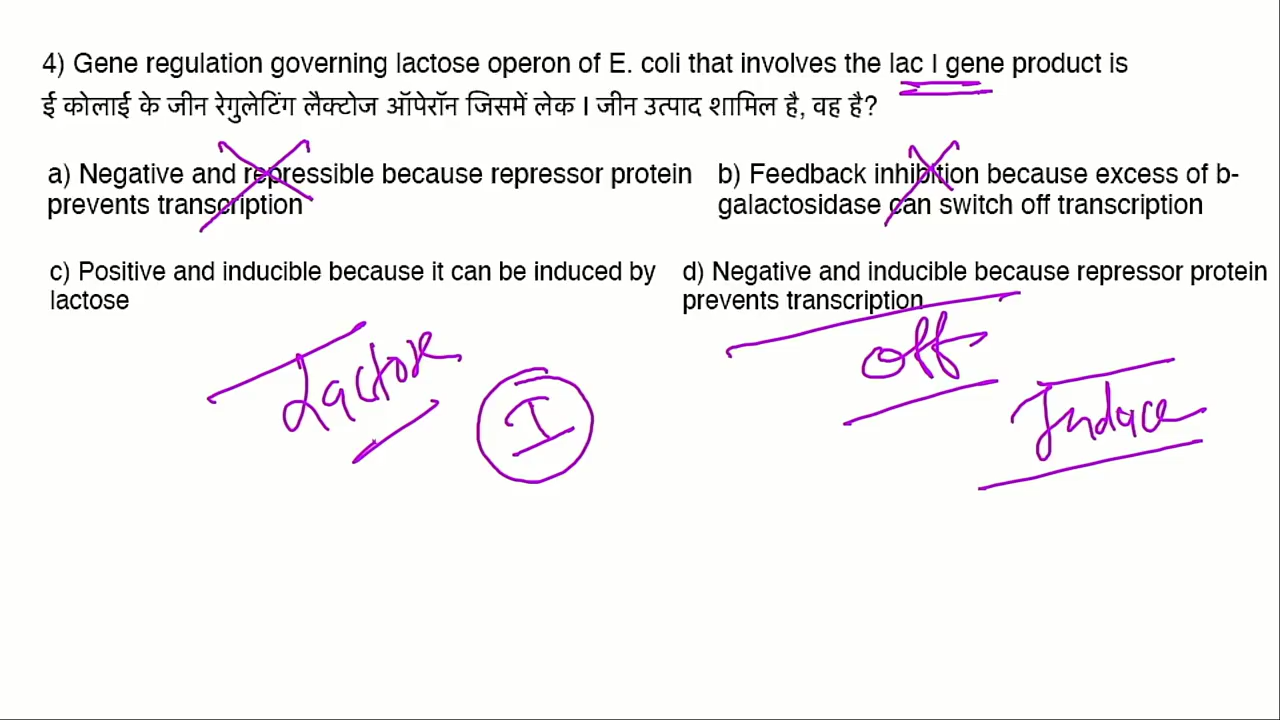 4) Gene regulation governing lactose operon of E. coli that involves the lac I gene product is
ई कोलाई के जीन रेगुलेटिंग लैक्टोज ऑपेरॉन जिसमें लेक I जीन उत्पाद शामिल है, वह है?
a) Negative and repressible because repressor protein
prevents transcription
b) Feedback inhibition because excess of b-
galactosidase can switch off transcription
c) Positive and inducible because it can be induced by
lactose
d) Negative and inducible because repressor protein
prevents transcription
Lactose
I
Off
Induce